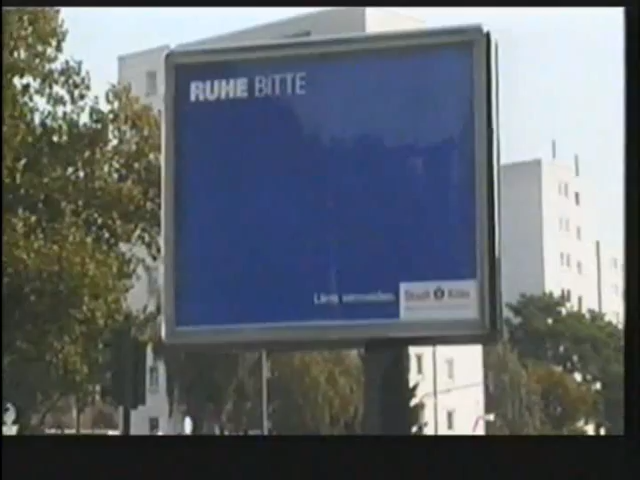 RUHE BITTE
Lärm vermeiden.
Stadt Köln